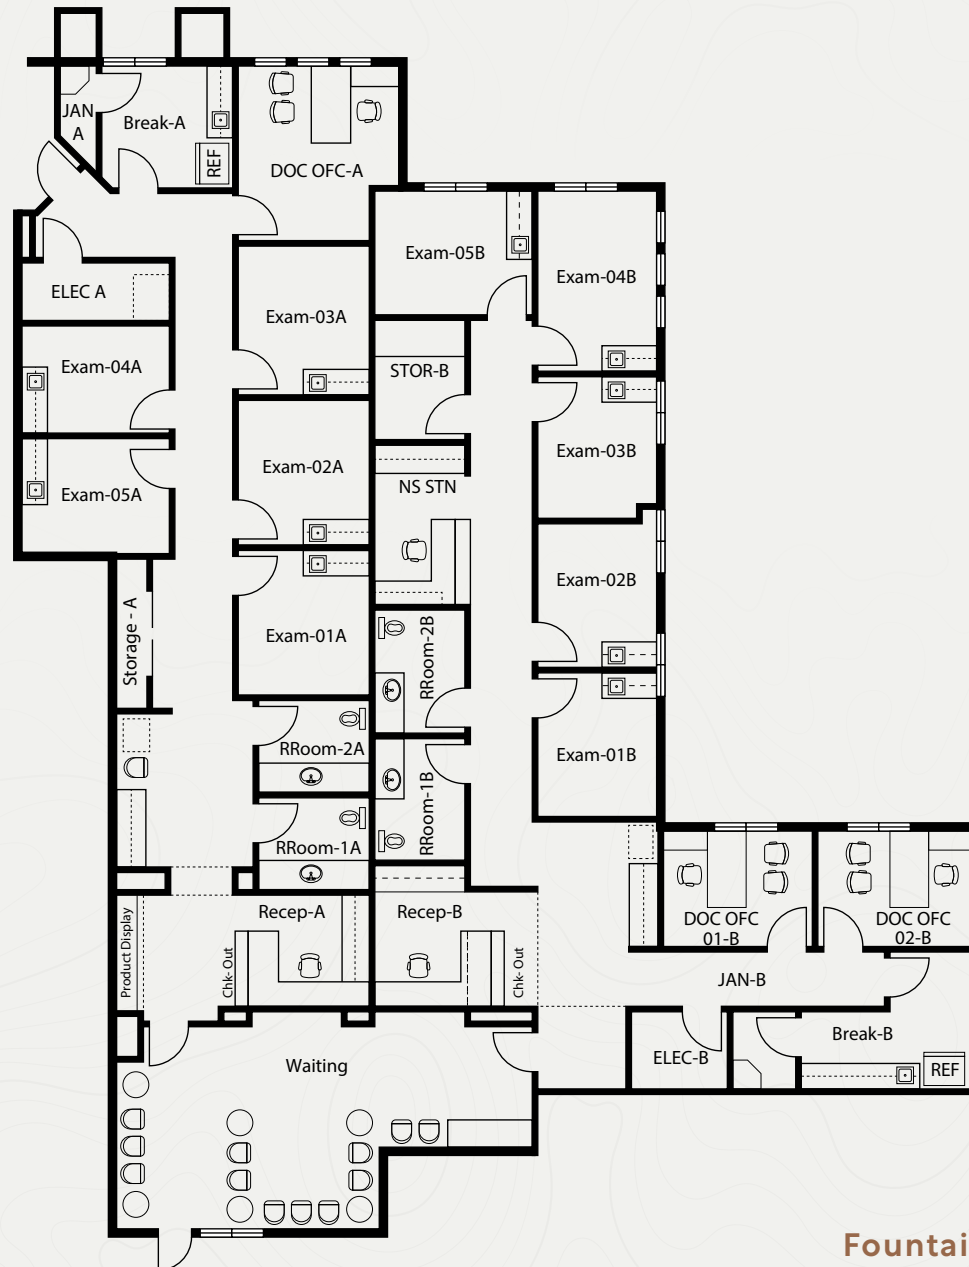 JAN
A
Break-A
REF
DOC OFC-A
Exam-05B
Exam-04B
ELEC A
Exam-03A
Exam-04A
STOR-B
Exam-03B
Exam-02A
NS STN
Exam-05A
Exam-02B
Storage - A
Exam-01A
RRoom-2B
RRoom-2A
Exam-01B
RRoom-1B
RRoom-1A
Product Display
Recep-A
Chk- Out
Recep-B
Chk- Out
DOC OFC
01-B
DOC OFC
02-B
JAN-B
Waiting
ELEC-B
Break-B
REF
Fountai